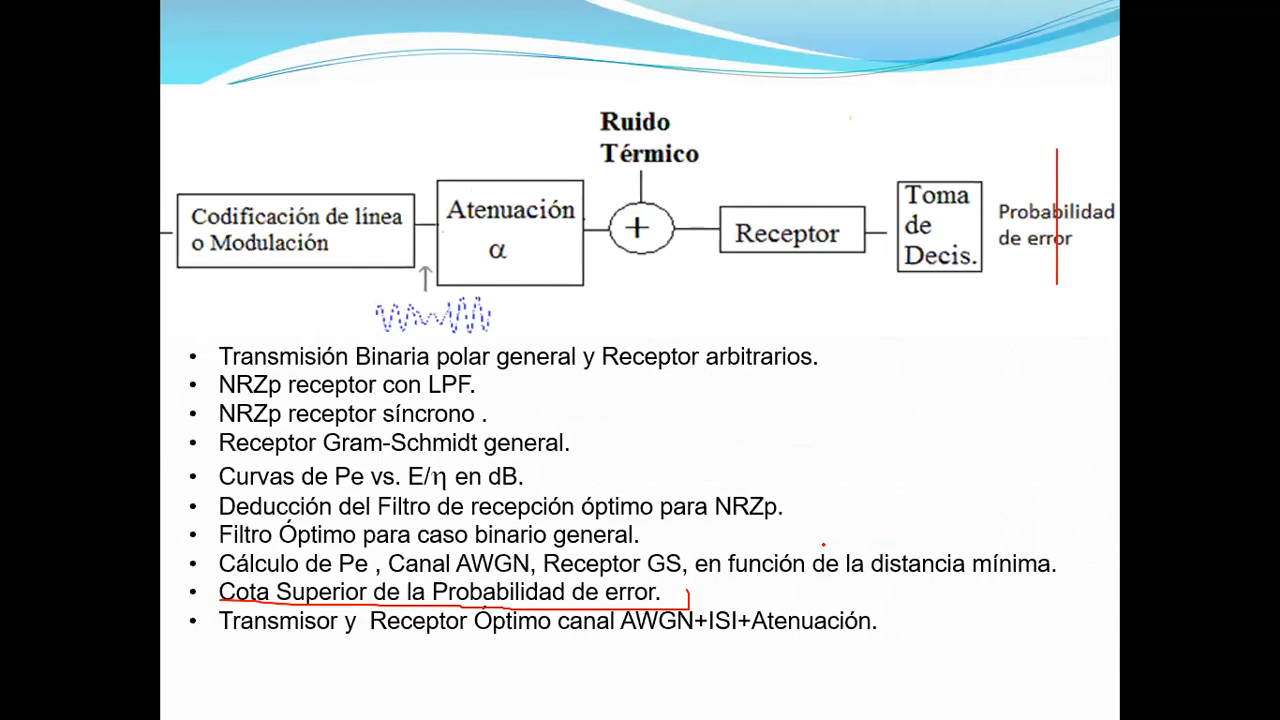 Ruido
Térmico
Codificación de línea
o Modulación
Atenuación
α
+
Receptor
Toma
de
Decis.
Probabilidad
de error
• Transmisión Binaria polar general y Receptor arbitrarios.
• NRZp receptor con LPF.
• NRZp receptor síncrono .
• Receptor Gram-Schmidt general.
• Curvas de Pe vs. E/η en dB.
• Deducción del Filtro de recepción óptimo para NRZp.
• Filtro Óptimo para caso binario general.
• Cálculo de Pe , Canal AWGN, Receptor GS, en función de la distancia mínima.
• Cota Superior de la Probabilidad de error.
• Transmisor y Receptor Óptimo canal AWGN+ISI+Atenuación.